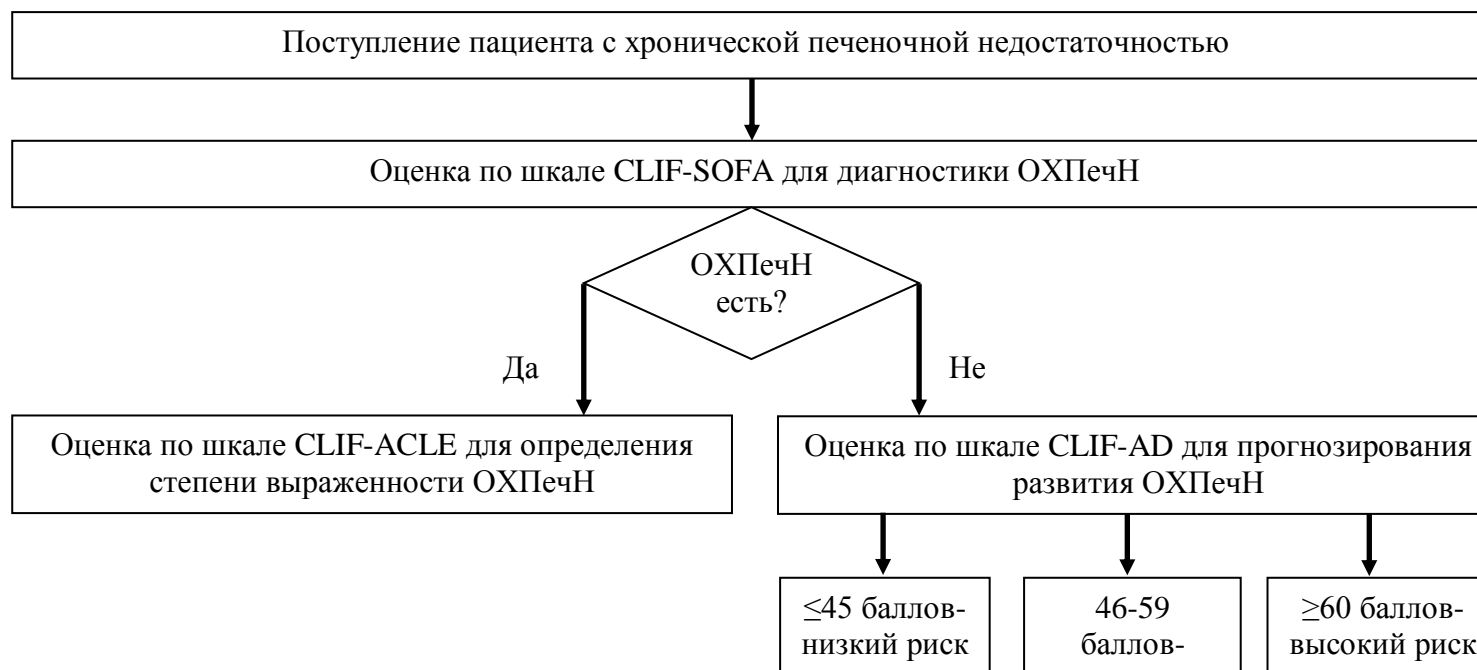 Поступление пациента с хронической печеночной недостаточностью
Оценка по шкале CLIF-SOFA для диагностики ОХПечН
ОХПечН
есть?
Да
Не
Оценка по шкале CLIF-ACLE для определения
степени выраженности ОХПечН
Оценка по шкале CLIF-AD для прогнозирования
развития ОХПечН
≤45 баллов-
низкий риск
46-59
баллов-
≥60 баллов-
высокий риск